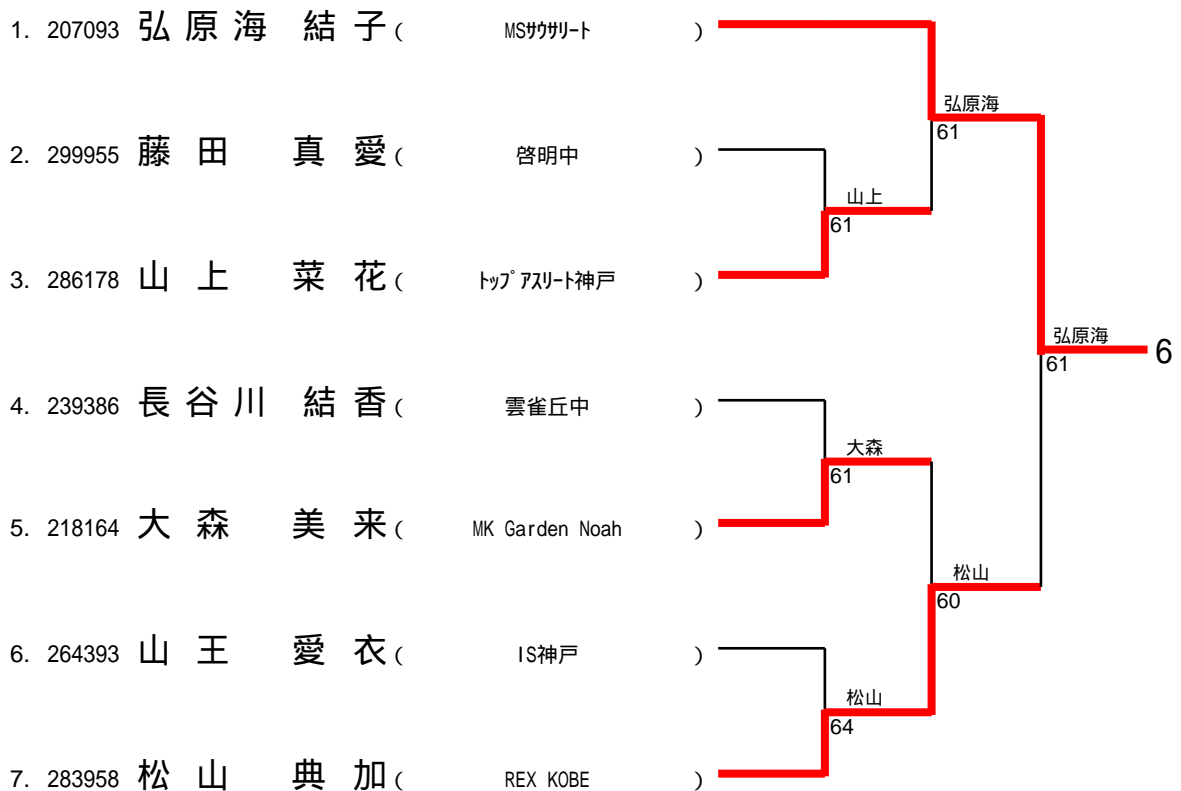 1. 207093 弘原海 結子( MSサウサリート )
弘原海
61
2. 299955 藤田 真愛( 啓明中 )
山上
61
3. 286178 山上 菜花( トップアスリート神戸 )
弘原海
6
61
4. 239386 長谷川 結香( 雲雀丘中 )
大森
61
5. 218164 大森 美来( MK Garden Noah )
松山
60
6. 264393 山王 愛衣( IS神戸 )
松山
64
7. 283958 松山 典加( REX KOBE )